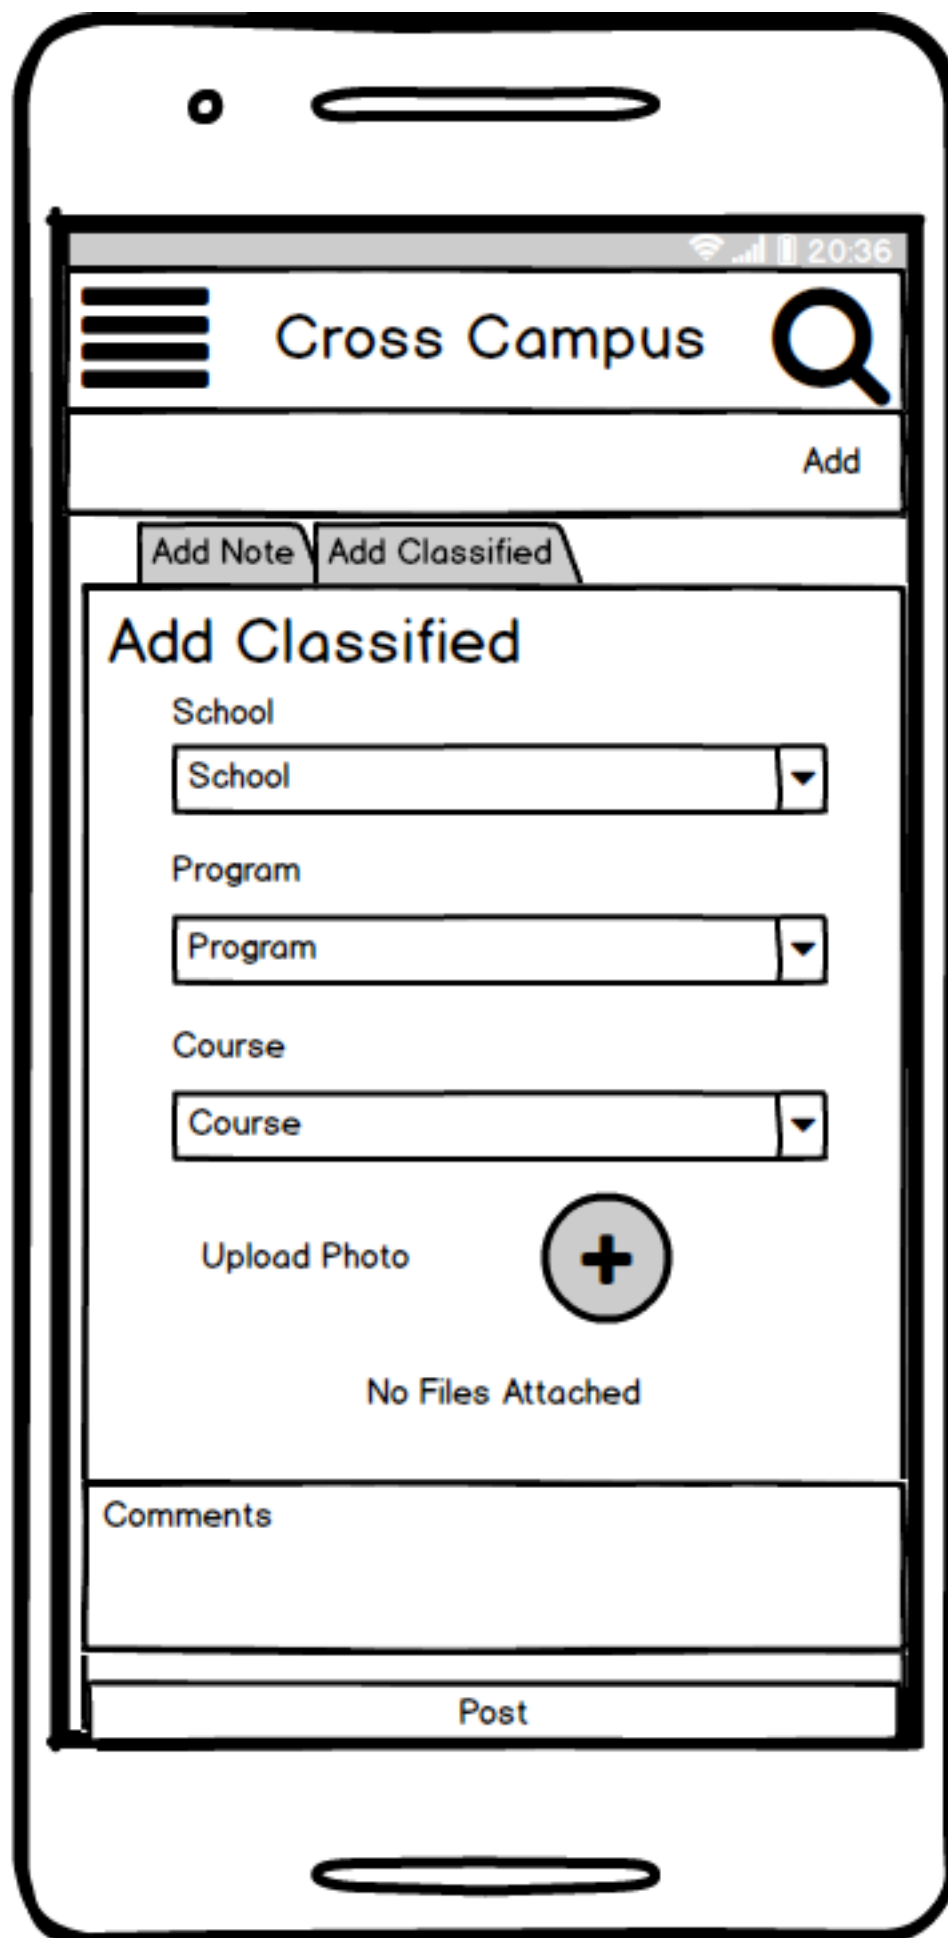 20:36
Cross Campus
Add
Add Note Add Classified
Add Classified
School
School
Program
Program
Course
Course
Upload Photo
No Files Attached
Comments
Post